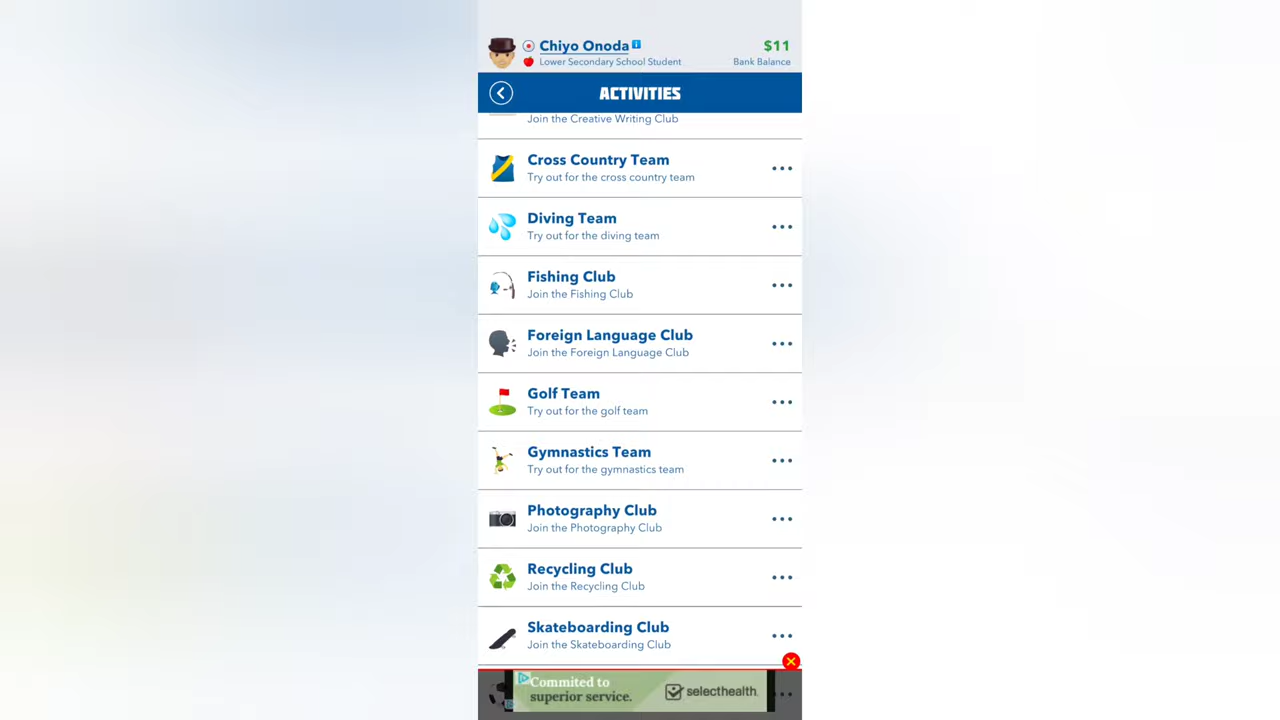 Chiyo Onoda
$11
Lower Secondary School Student
Bank Balance
ACTIVITIES
Join the Creative Writing Club
Cross Country Team
Try out for the cross country team
Diving Team
Try out for the diving team
Fishing Club
Join the Fishing Club
Foreign Language Club
Join the Foreign Language Club
Golf Team
Try out for the golf team
Gymnastics Team
Try out for the gymnastics team
Photography Club
Join the Photography Club
Recycling Club
Join the Recycling Club
Skateboarding Club
Join the Skateboarding Club
Commited to
superior service.
selecthealth.